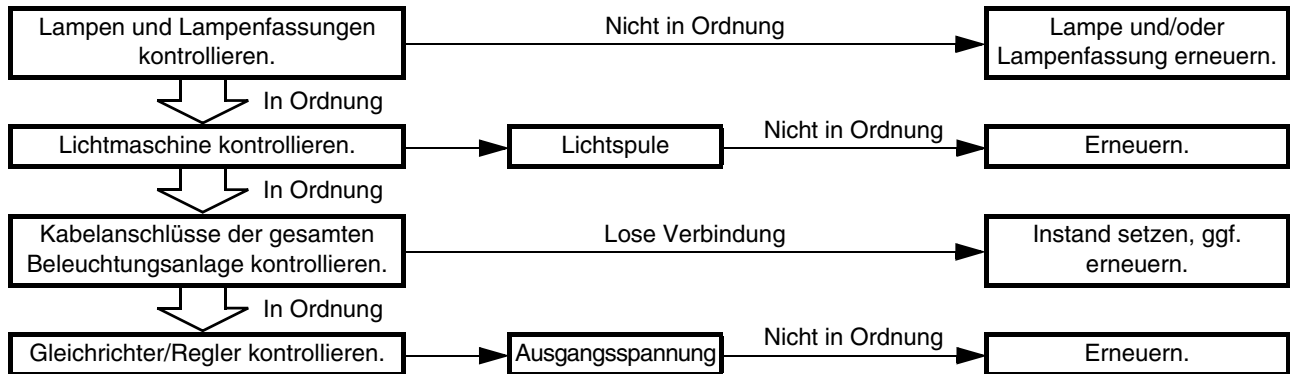 Lampen und Lampenfassungen
kontrollieren.
Nicht in Ordnung
Lampe und/oder
Lampenfassung erneuern.
In Ordnung
Lichtmaschine kontrollieren.
Lichtspule
Nicht in Ordnung
Erneuern.
In Ordnung
Kabelanschlüsse der gesamten
Beleuchtungsanlage kontrollieren.
Lose Verbindung
Instand setzen, ggf.
erneuern.
In Ordnung
Gleichrichter/Regler kontrollieren.
Ausgangsspannung
Nicht in Ordnung
Erneuern.